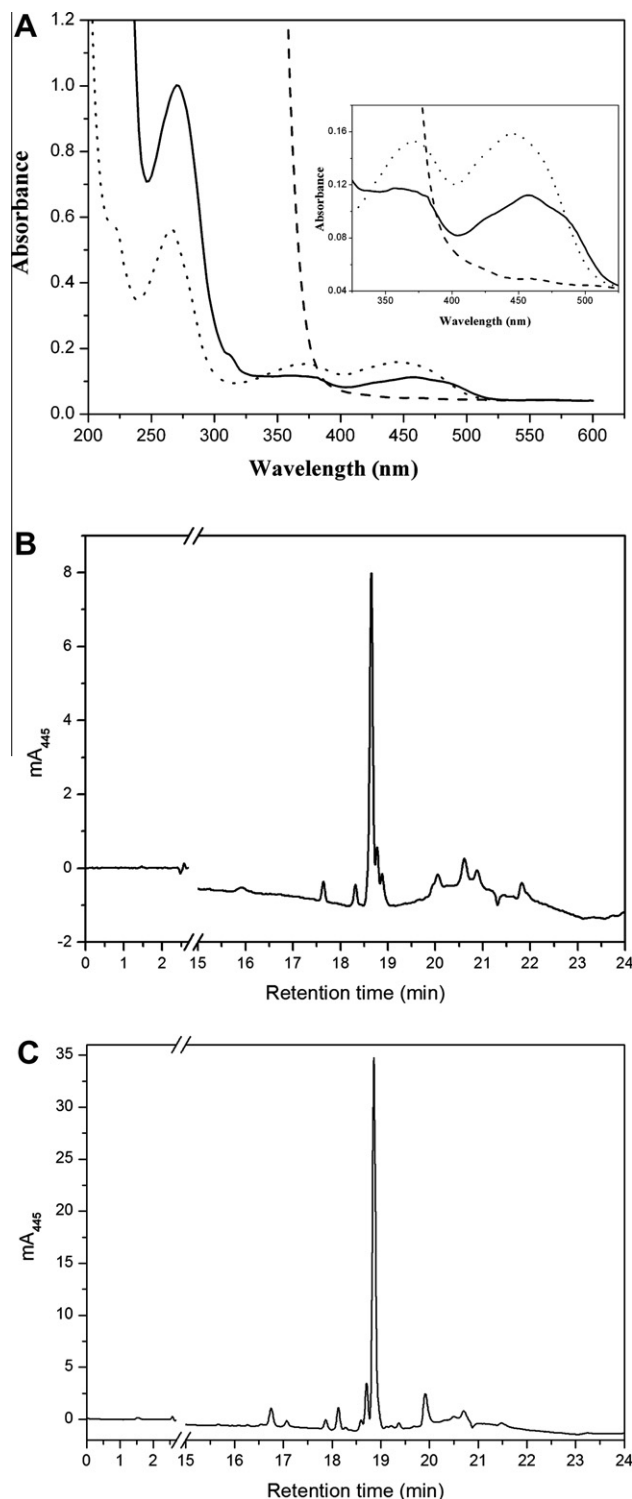 A
1.2
1.0
0.8
0.6
0.4
0.2
0.0
Absorbance
200 250 300 350 400 450 500 550 600
Wavelength (nm)
0.16
0.12
0.08
0.04
Absorbance
350 400 450 500
Wavelength (nm)
B
8
6
4
2
0
-2
mA445
0 1 2 15 16 17 18 19 20 21 22 23 24
Retention time (min)
C
35
30
25
20
15
10
5
0
mA445
0 1 2 15 16 17 18 19 20 21 22 23 24
Retention time (min)